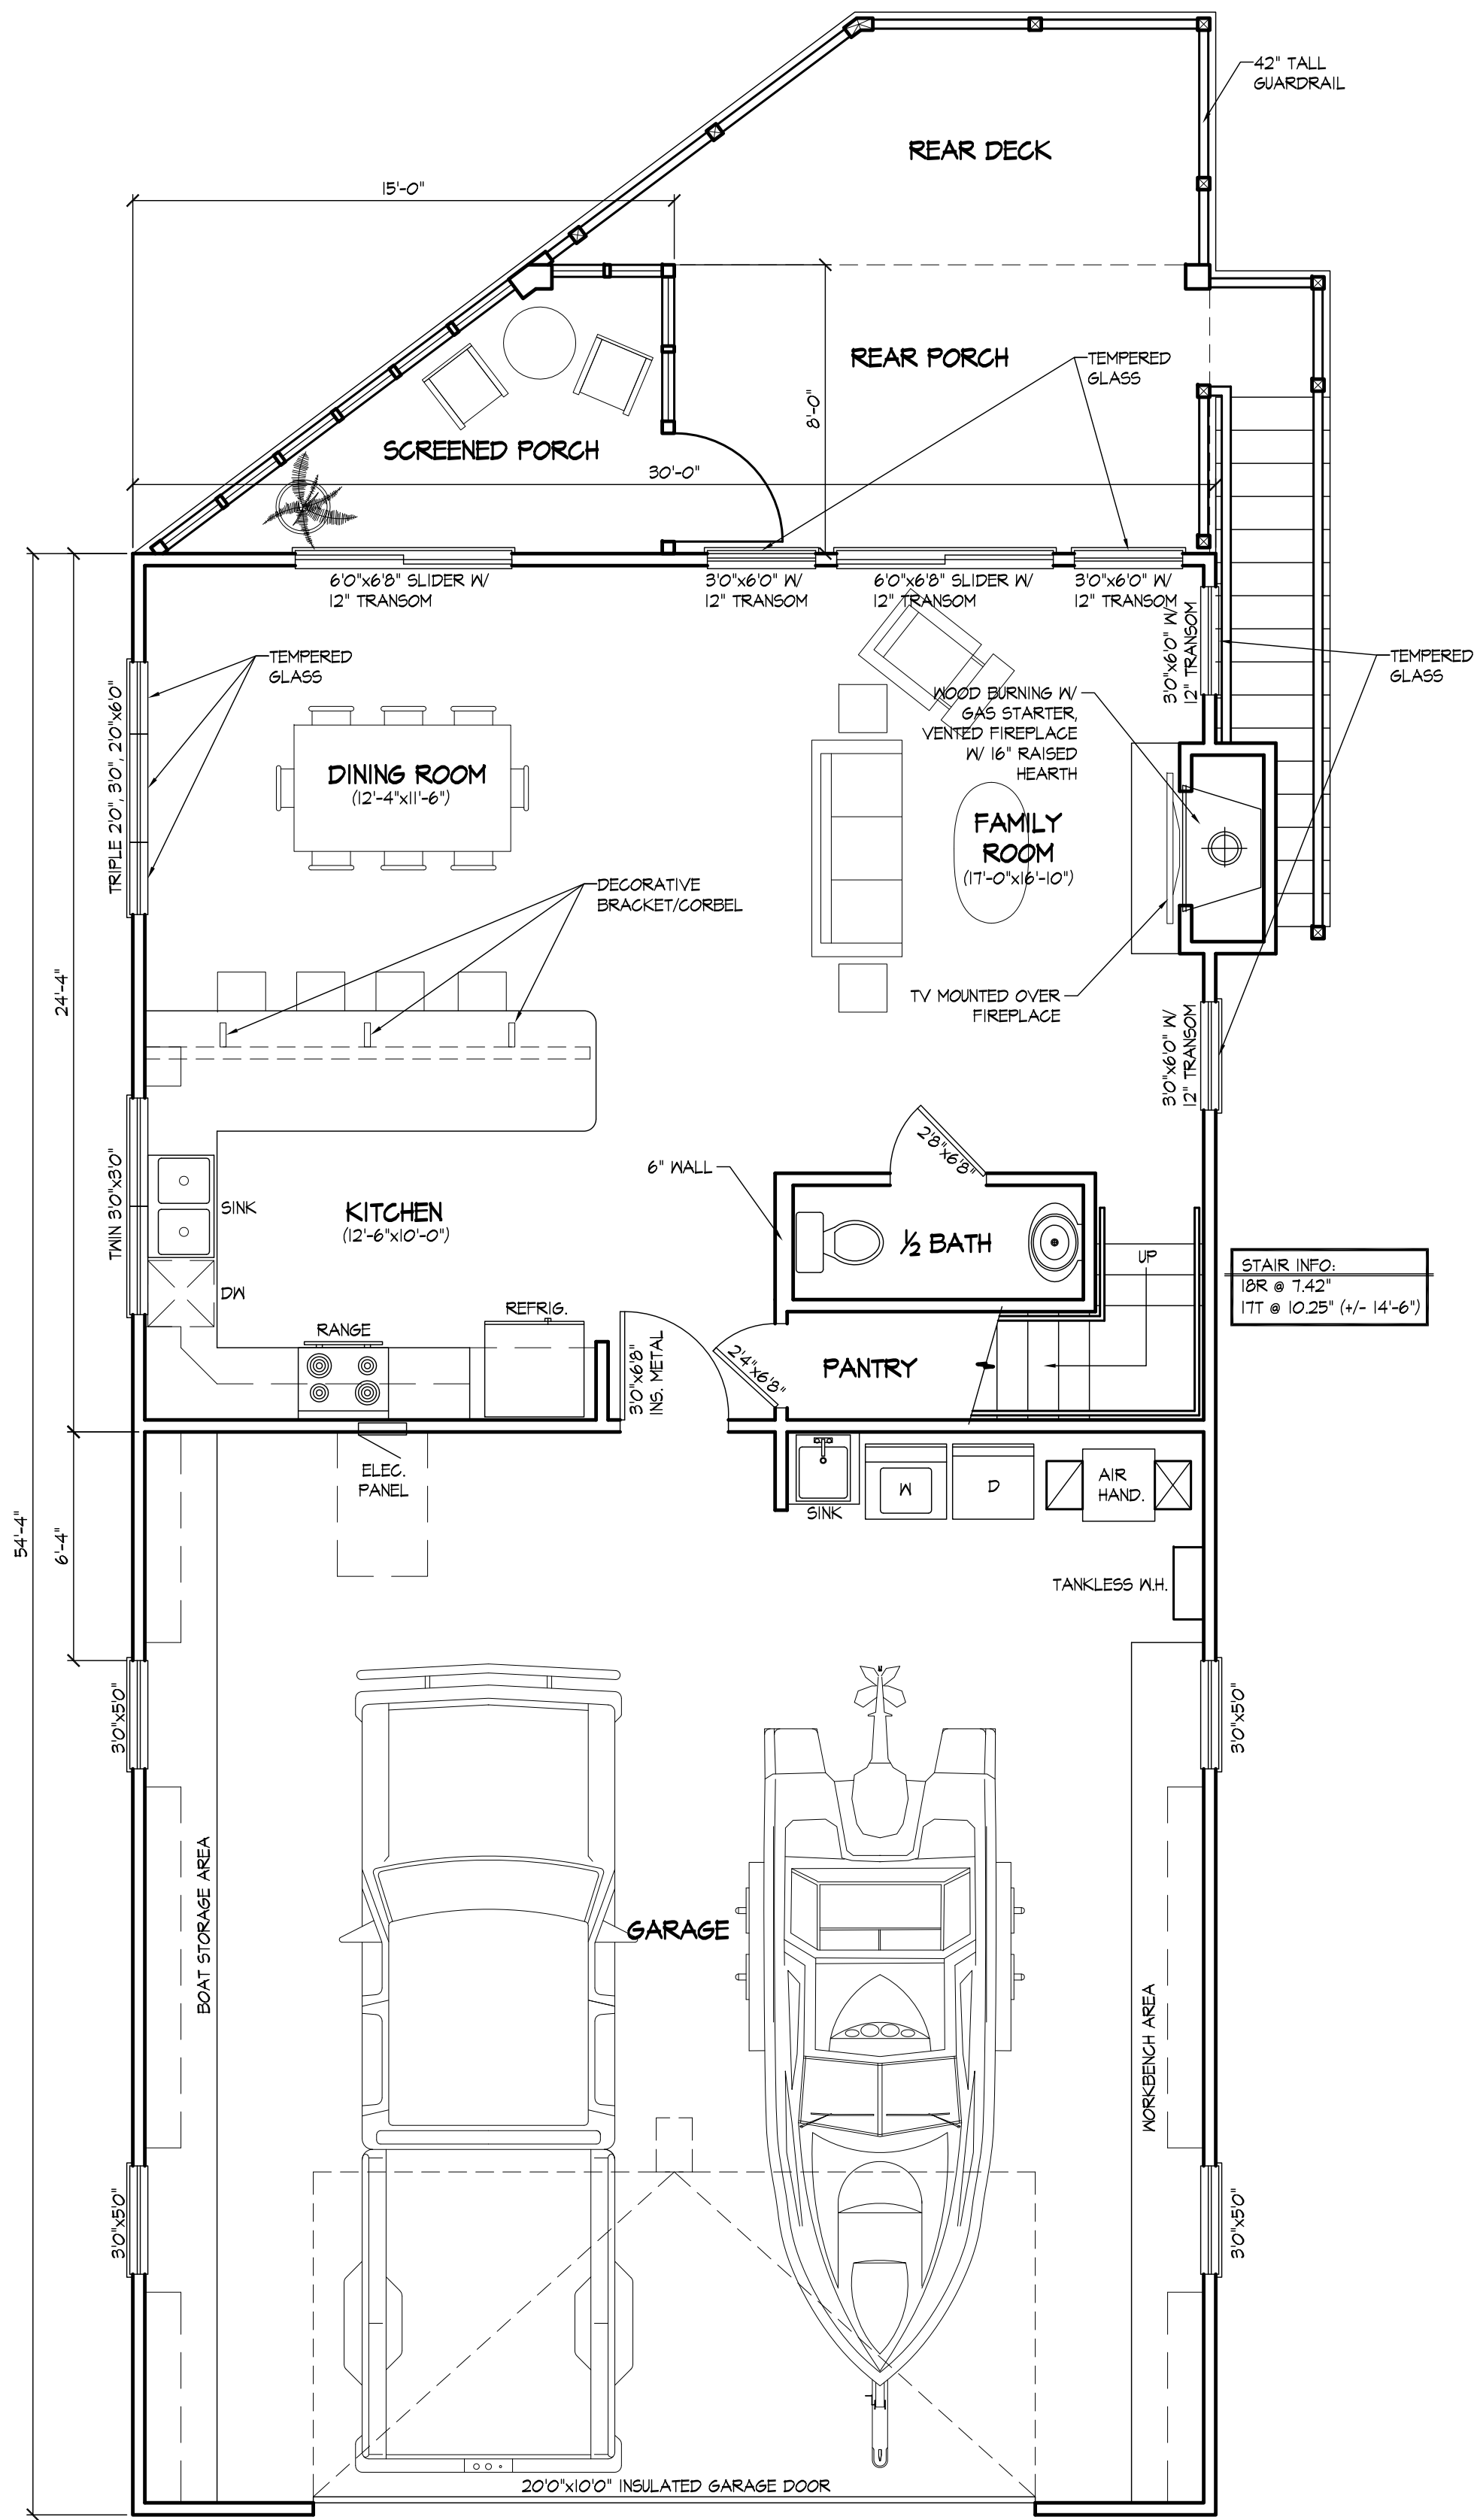 42" TALL
GUARDRAIL
REAR DECK
15'-0"
REAR PORCH
TEMPERED
GLASS
8'-0"
SCREENED PORCH
30'-0"
6'0"x6'8" SLIDER W/
12" TRANSOM
3'0"x6'0" W/
12" TRANSOM
6'0"x6'8" SLIDER W/
12" TRANSOM
3'0"x6'0" W/
12" TRANSOM
3'0"x6'0" W/
12" TRANSOM
TEMPERED
GLASS
TEMPERED
GLASS
TRIPLE 2'0", 3'0", 2'0"x6'0"
WOOD BURNING W/
GAS STARTER,
VENTED FIREPLACE
W/ 16" RAISED
HEARTH
DINING ROOM
(12'-4"x11'-6")
FAMILY
ROOM
(17'-0"x16'-10")
DECORATIVE
BRACKET/CORBEL
24'-4"
TV MOUNTED OVER
FIREPLACE
3'0"x6'0" W/
12" TRANSOM
2'8"x6'8"
6" WALL
TWIN 3'0"x3'0"
SINK
KITCHEN
(12'-6"x10'-0")
1/2 BATH
UP
STAIR INFO:
18R @ 7.42"
17T @ 10.25" (+/- 14'-6")
DW
REFRIG.
RANGE
3'0"x6'8"
INS. METAL
2'4"x6'8"
PANTRY
ELEC.
PANEL
SINK
W
D
AIR
HAND.
54'-4"
6'-4"
TANKLESS W.H.
3'0"x5'0"
3'0"x5'0"
BOAT STORAGE AREA
GARAGE
WORKBENCH AREA
3'0"x5'0"
3'0"x5'0"
20'0"x10'0" INSULATED GARAGE DOOR